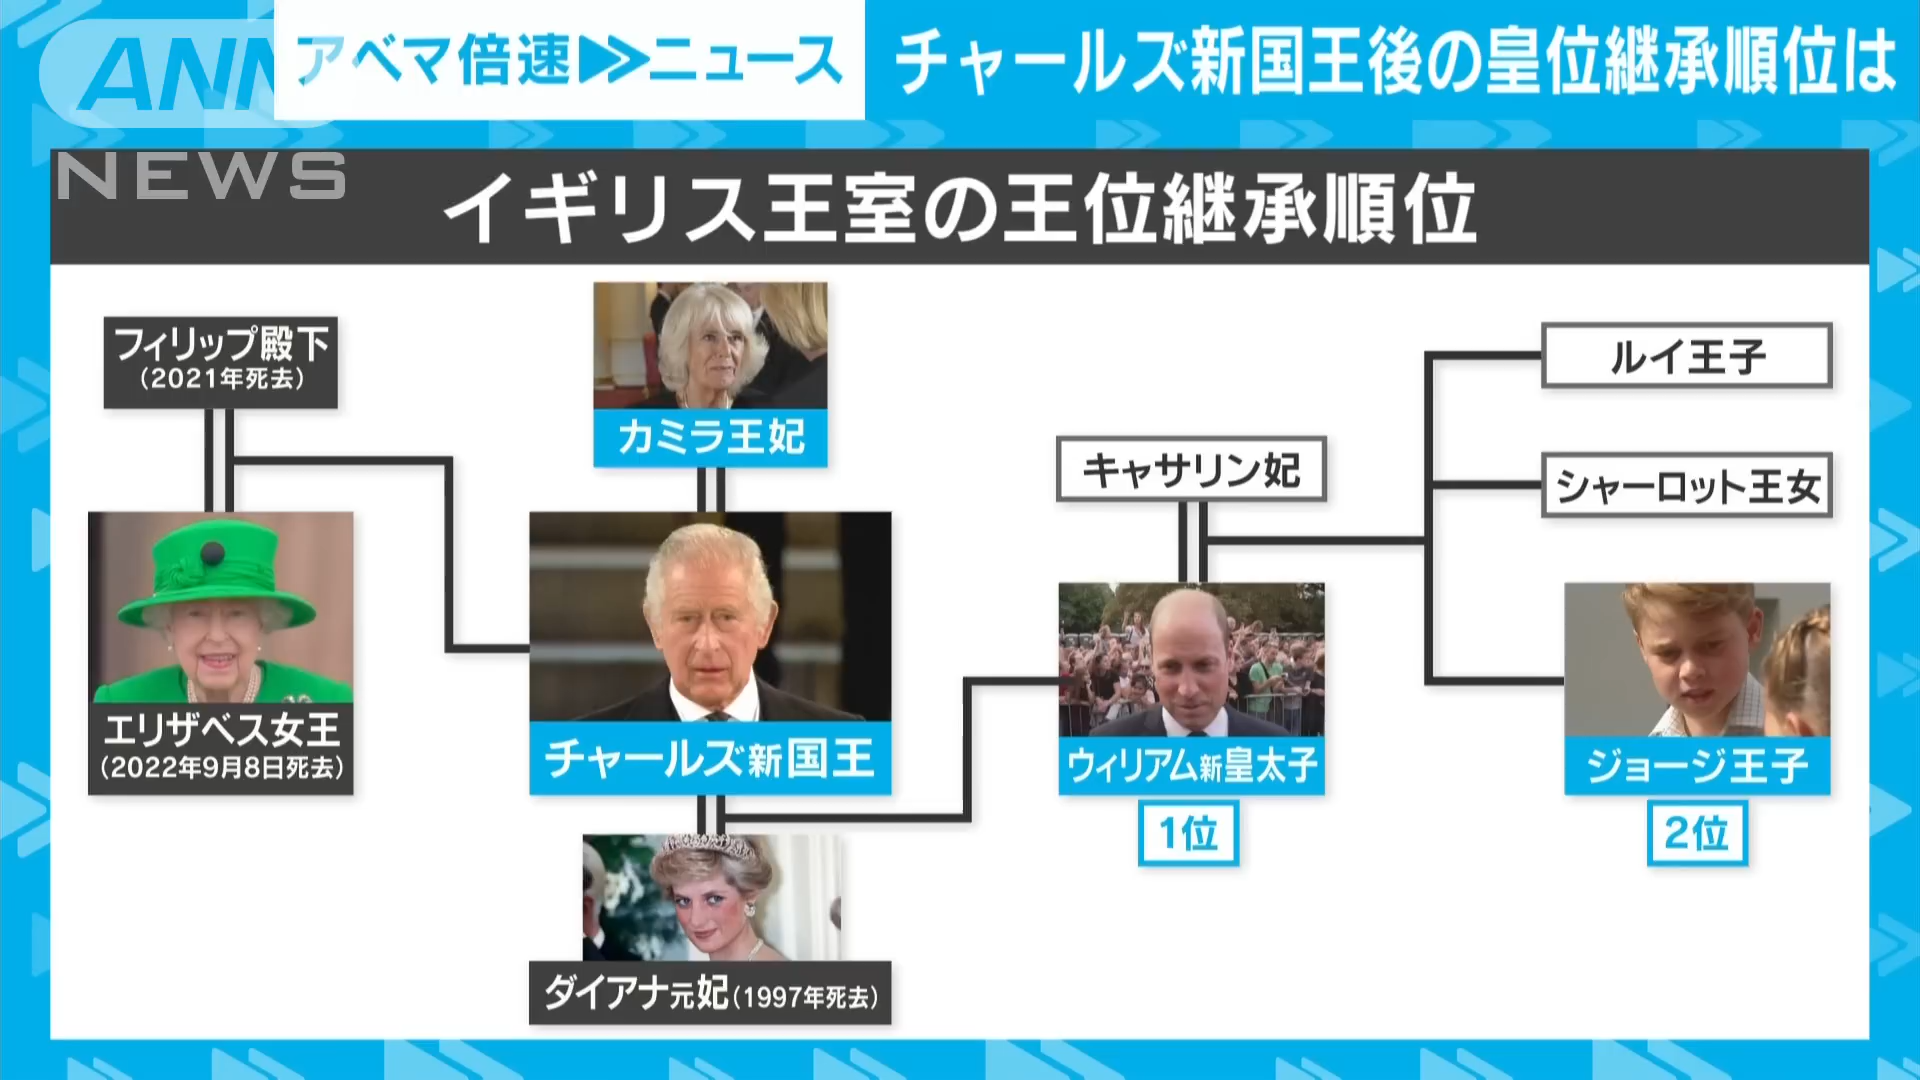 ANN
NEWS
アベマ倍速ニュース
チャールズ新国王後の皇位継承順位は
イギリス王室の王位継承順位
フィリップ殿下
(2021年死去)
エリザベス女王
(2022年9月8日死去)
カミラ王妃
チャールズ新国王
ダイアナ元妃(1997年死去)
キャサリン妃
ウィリアム新皇太子
1位
ルイ王子
シャーロット王女
ジョージ王子
2位